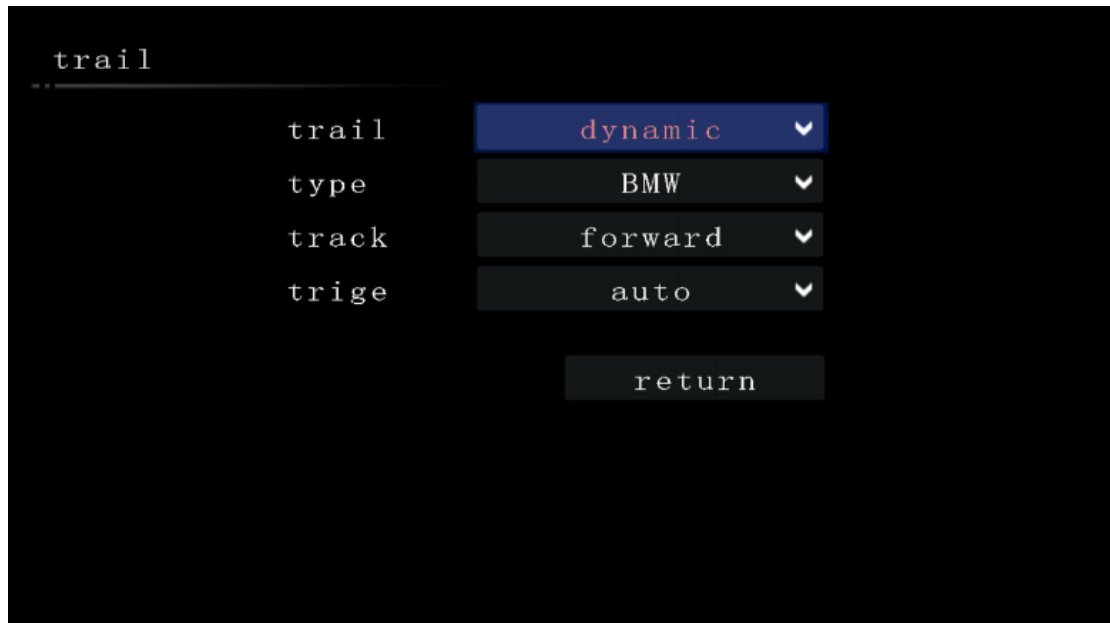 trail
trail dynamic
type BMW
track forward
trige auto
return